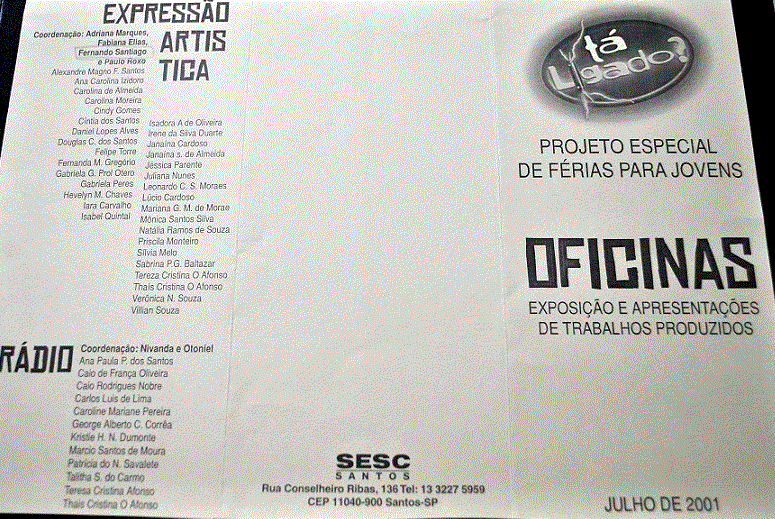 EXPRESSÃO
ARTIS
TICA
Coordenação: Adriana Marques,
Fabiana Elias,
Fernando Santiago
e Paulo Roxo
Alexandre Magno F. Santos
Ana Carolina Izidoro
Carolina de Almeida
Carolina Moreira
Cindy Gomes
Cíntia dos Santos
Daniel Lopes Alves
Douglas C. dos Santos
Felipe Torre
Fernanda M. Gregório
Gabriela G. Prol Otero
Gabriela Peres
Hevelyn M. Chaves
Iara Carvalho
Isabel Quintal
Isadora A de Oliveira
Irene da Silva Duarte
Janaína Cardoso
Janaína s. de Almeida
Jéssica Parente
Juliana Nunes
Leonardo C. S. Moraes
Lúcio Cardoso
Mariana G. M. de Morae
Mônica Santos Silva
Natália Ramos de Souza
Priscila Monteiro
Sílvia Melo
Sabrina P.G. Baltazar
Tereza Cristina O Afonso
Thaís Cristina O Afonso
Verônica N. Souza
Villian Souza
RÁDIO
Coordenação: Nivanda e Otoniel
Ana Paula P. dos Santos
Caio de França Oliveira
Caio Rodrigues Nobre
Carlos Luis de Lima
Caroline Mariane Pereira
George Alberto C. Corrêa
Kristie H. N. Dumonte
Marcio Santos de Moura
Patrícia do N. Savalete
Talitha S. do Carmo
Teresa Cristina Afonso
Thais Cristina O Afonso
SESC
SANTOS
Rua Conselheiro Ribas, 136 Tel: 13 3227 5959
CEP 11040-900 Santos-SP
tá
Ligado?
PROJETO ESPECIAL
DE FÉRIAS PARA JOVENS
OFICINAS
EXPOSIÇÃO E APRESENTAÇÕES
DE TRABALHOS PRODUZIDOS
JULHO DE 2001